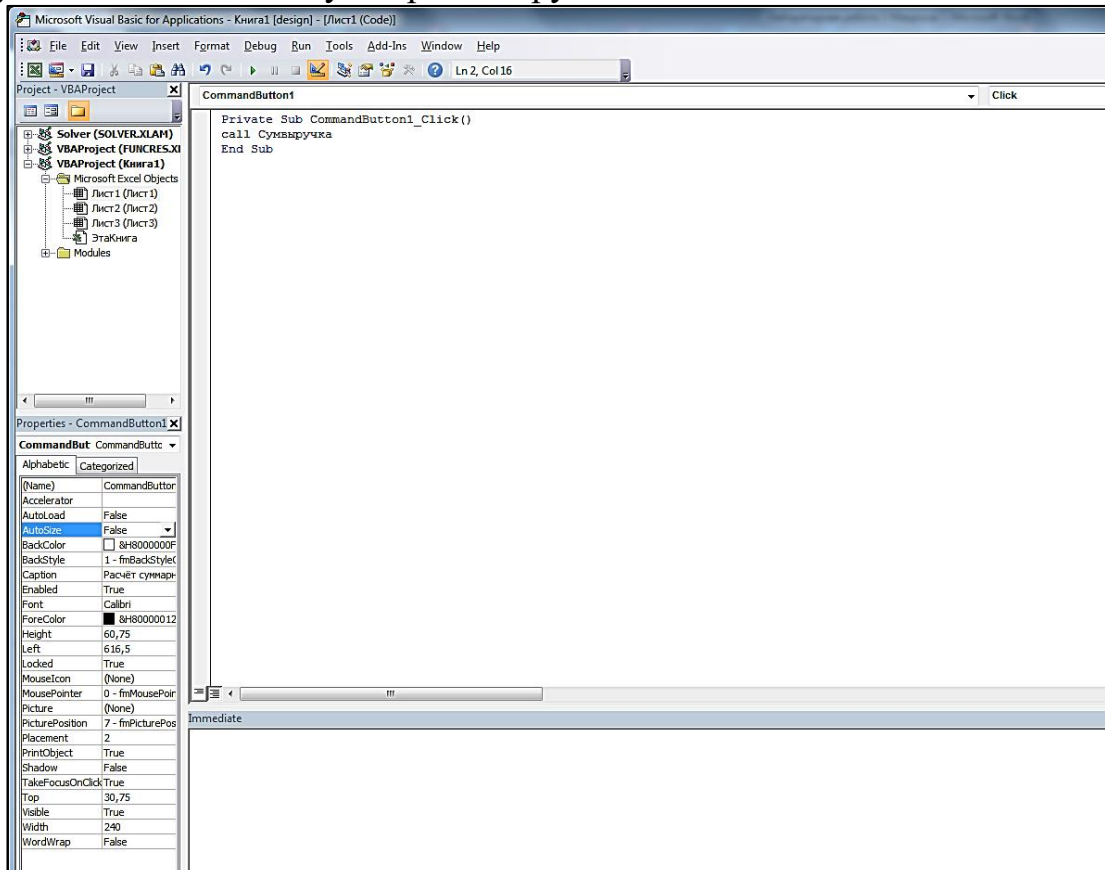 Microsoft Visual Basic for Applications - Книга1 [design] - [Лист1 (Code)]
File Edit View Insert Format Debug Run Tools Add-Ins Window Help
Ln 2, Col 16
Project - VBAProject
CommandButton1
Click
Private Sub CommandButton1_Click()
call Сумвыручка
End Sub
Solver (SOLVER.XLAM)
VBAProject (FUNCRES.XL
VBAProject (Книга1)
Microsoft Excel Objects
Лист1 (Лист1)
Лист2 (Лист2)
Лист3 (Лист3)
ЭтаКнига
Modules
Properties - CommandButton1
CommandBut CommandButtc
Alphabetic Categorized
(Name) CommandButtor
Accelerator
AutoLoad False
AutoSize False
BackColor &H8000000F
BackStyle 1 - fmBackStyleC
Caption Расчёт суммарн
Enabled True
Font Calibri
ForeColor &H80000012
Height 60,75
Left 616,5
Locked True
MouseIcon (None)
MousePointer 0 - fmMousePoin
Picture (None)
PicturePosition 7 - fmPicturePos
Placement 2
PrintObject True
Shadow False
TakeFocusOnClick True
Top 30,75
Visible True
Width 240
WordWrap False
Immediate